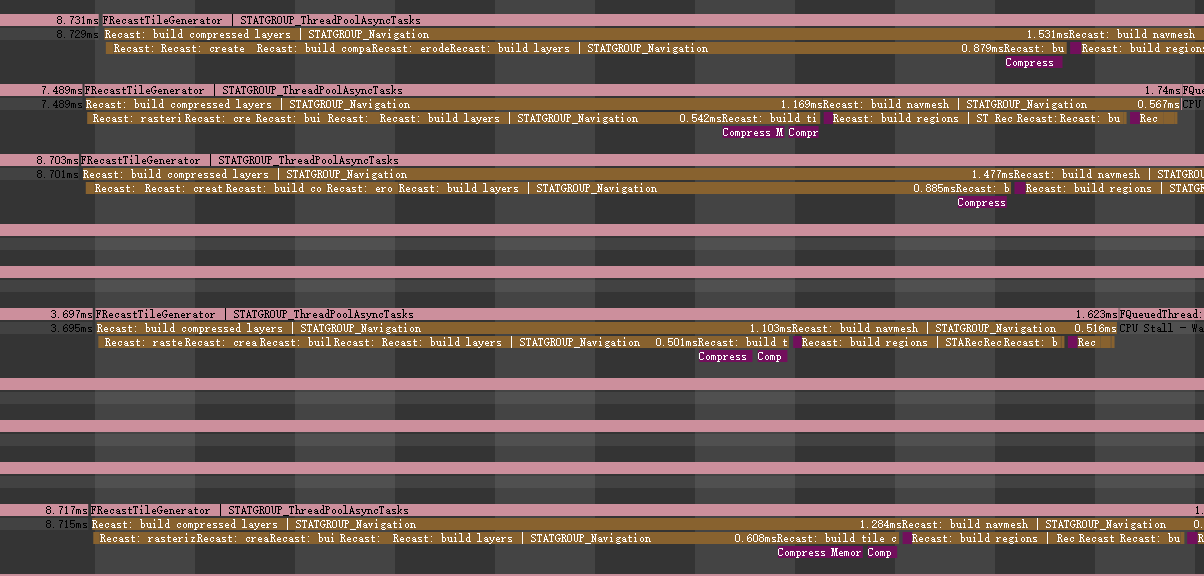 8.731ms FRecastTileGenerator | STATGROUP_ThreadPoolAsyncTasks
8.729ms Recast: build compressed layers | STATGROUP_Navigation 1.531ms Recast: build navmesh
Recast: Recast: create Recast: build compa Recast: erode Recast: build layers | STATGROUP_Navigation 0.879ms Recast: bu Recast: build regions
Compress
7.489ms FRecastTileGenerator | STATGROUP_ThreadPoolAsyncTasks 1.74ms FQue
7.489ms Recast: build compressed layers | STATGROUP_Navigation 1.169ms Recast: build navmesh | STATGROUP_Navigation 0.567ms CPU
Recast: rasteri Recast: cre Recast: bui Recast: Recast: build layers | STATGROUP_Navigation 0.542ms Recast: build ti Recast: build regions | ST Rec Recast: Recast: bu Rec
Compress M Compr
8.703ms FRecastTileGenerator | STATGROUP_ThreadPoolAsyncTasks
8.701ms Recast: build compressed layers | STATGROUP_Navigation 1.477ms Recast: build navmesh | STATGROU
Recast: Recast: creat Recast: build co Recast: ero Recast: build layers | STATGROUP_Navigation 0.885ms Recast: b Recast: build regions | STATGR
Compress
3.697ms FRecastTileGenerator | STATGROUP_ThreadPoolAsyncTasks 1.623ms FQueuedThread:
3.695ms Recast: build compressed layers | STATGROUP_Navigation 1.103ms Recast: build navmesh | STATGROUP_Navigation 0.516ms CPU Stall - Wa
Recast: raste Recast: crea Recast: buil Recast: Recast: build layers | STATGROUP_Navigation 0.501ms Recast: build t Recast: build regions | STA Rec Rec Recast: b Rec
Compress Comp
8.717ms FRecastTileGenerator | STATGROUP_ThreadPoolAsyncTasks 1.
8.715ms Recast: build compressed layers | STATGROUP_Navigation 1.284ms Recast: build navmesh | STATGROUP_Navigation 0.
Recast: rasteriz Recast: crea Recast: bui Recast: Recast: build layers | STATGROUP_Navigation 0.608ms Recast: build tile c Recast: build regions | Rec Recast Recast: bu R
Compress Memor Comp